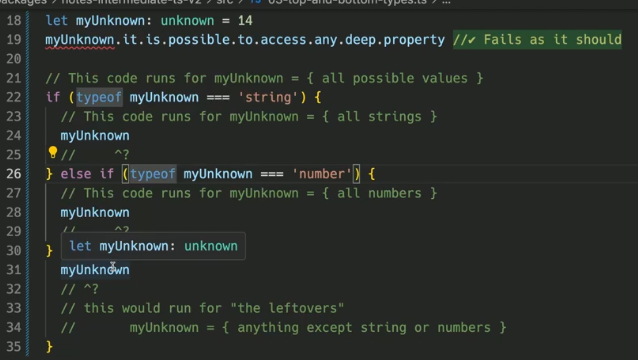 packages > notes-intermediate-ts-v2 > src > TS 03-top-and-bottom-types.ts > ...
18 let myUnknown: unknown = 14
19 myUnknown.it.is.possible.to.access.any.deep.property //✔ Fails as it should
20
21 // This code runs for myUnknown = { all possible values }
22 if (typeof myUnknown === 'string') {
23 // This code runs for myUnknown = { all strings }
24 myUnknown
25 // ^?
26 } else if (typeof myUnknown === 'number') {
27 // This code runs for myUnknown = { all numbers }
28 myUnknown
29 // ^?
let myUnknown: unknown
30 }
31 myUnknown
32 // ^?
33 // this would run for "the leftovers"
34 // myUnknown = { anything except string or numbers }
35 }